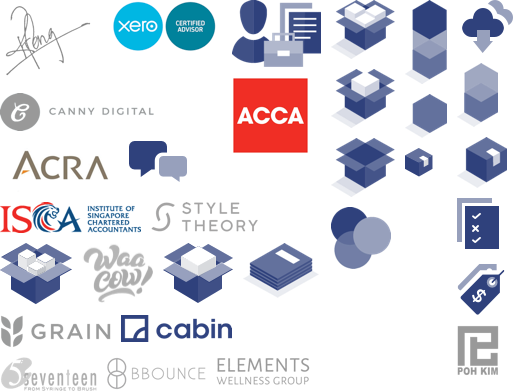 xero
CERTIFIED
ADVISOR
CANNY DIGITAL
ACCA
ACRA
ISCA
INSTITUTE OF
SINGAPORE
CHARTERED
ACCOUNTANTS
STYLE
THEORY
Waa
cow!
GRAIN
cabin
seventeen
FROM SYRINGE TO BRUSH
BBOUNCE
ELEMENTS
WELLNESS GROUP
POH KIM